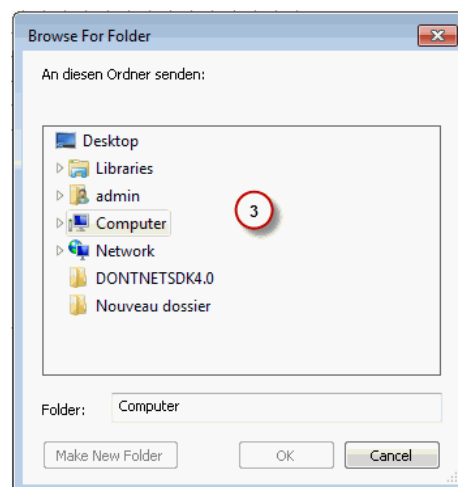 Browse For Folder
An diesen Ordner senden:
Desktop
Libraries
admin
Computer
3
Network
DONTNETSDK4.0
Nouveau dossier
Folder: Computer
Make New Folder OK Cancel